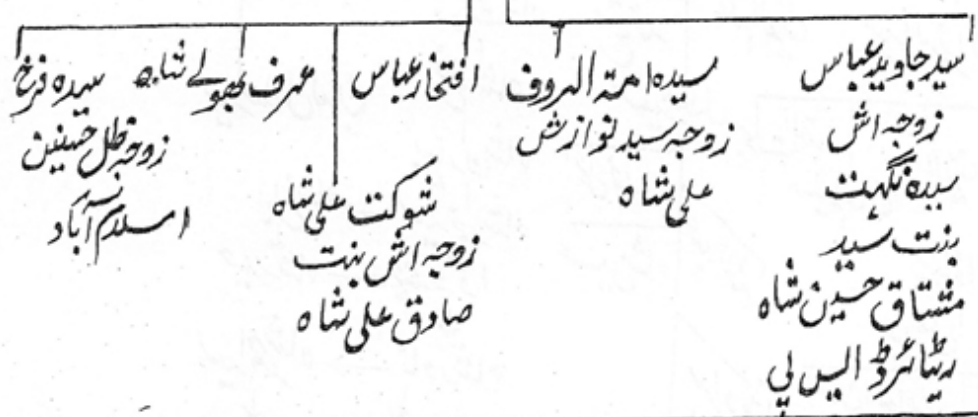 سید جاوید عباس
زوجہ اش
سیدہ نگہت
بنت سید
مشتاق حسین شاہ
ریٹائرڈ ایس پی
سیدہ امۃ الروف
زوجہ سید نوازش
علی شاہ
افتخار عباس
عرف بھولے شاہ
شوکت علی شاہ
زوجہ اش بنت
صادق علی شاہ
سیدہ فرخ
زوجہ ظل حسنین
اسلام آباد